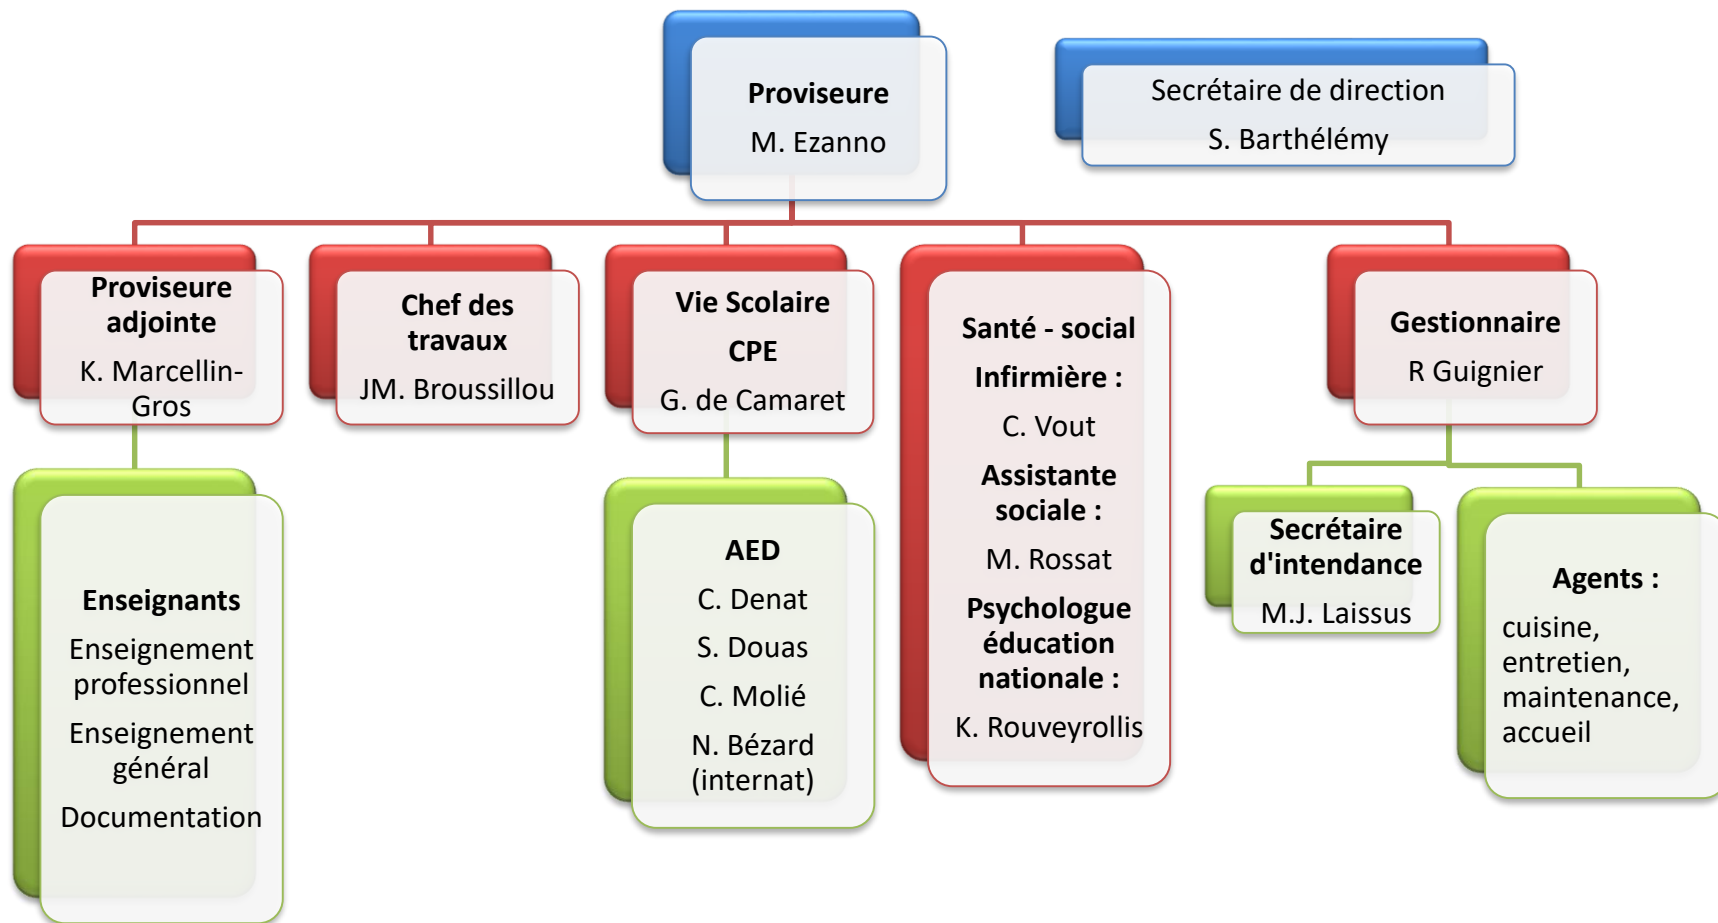 Proviseure
M. Ezanno
Secrétaire de direction
S. Barthélémy
Proviseure
adjointe
K. Marcellin-
Gros
Chef des
travaux
JM. Broussillou
Vie Scolaire
CPE
G. de Camaret
Santé - social
Infirmière :
C. Vout
Assistante
sociale :
M. Rossat
Psychologue
éducation
nationale :
K. Rouveyrollis
Gestionnaire
R Guignier
Enseignants
Enseignement
professionnel
Enseignement
général
Documentation
AED
C. Denat
S. Douas
C. Molié
N. Bézard
(internat)
Secrétaire
d'intendance
M.J. Laissus
Agents :
cuisine,
entretien,
maintenance,
accueil